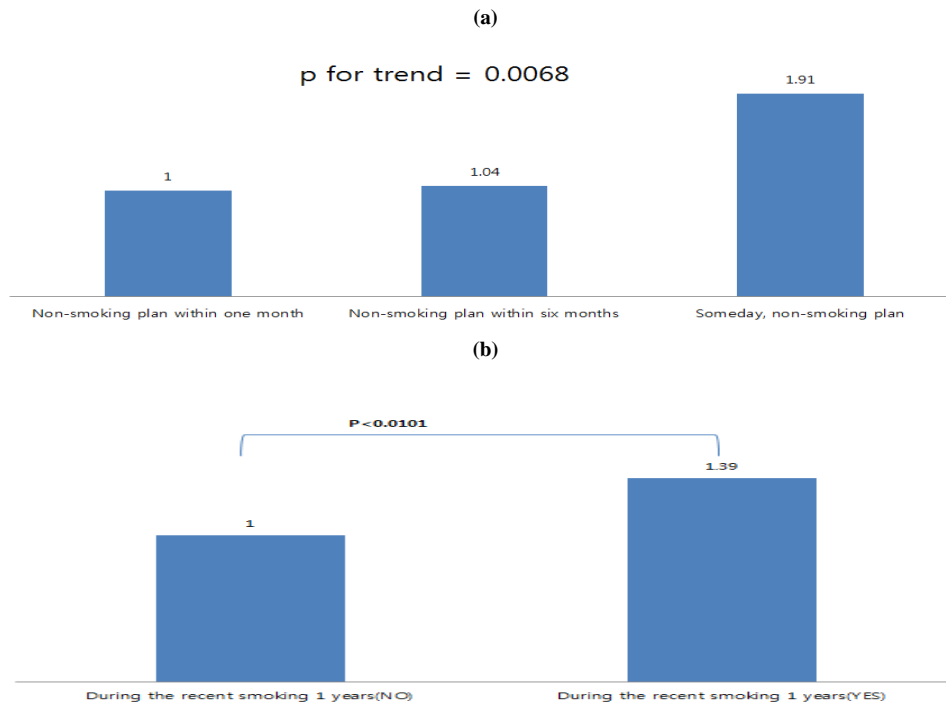 (a)
p for trend = 0.0068
1.91
1
1.04
Non-smoking plan within one month
Non-smoking plan within six months
Someday, non-smoking plan
(b)
P<0.0101
1.39
1
During the recent smoking 1 years(NO)
During the recent smoking 1 years(YES)